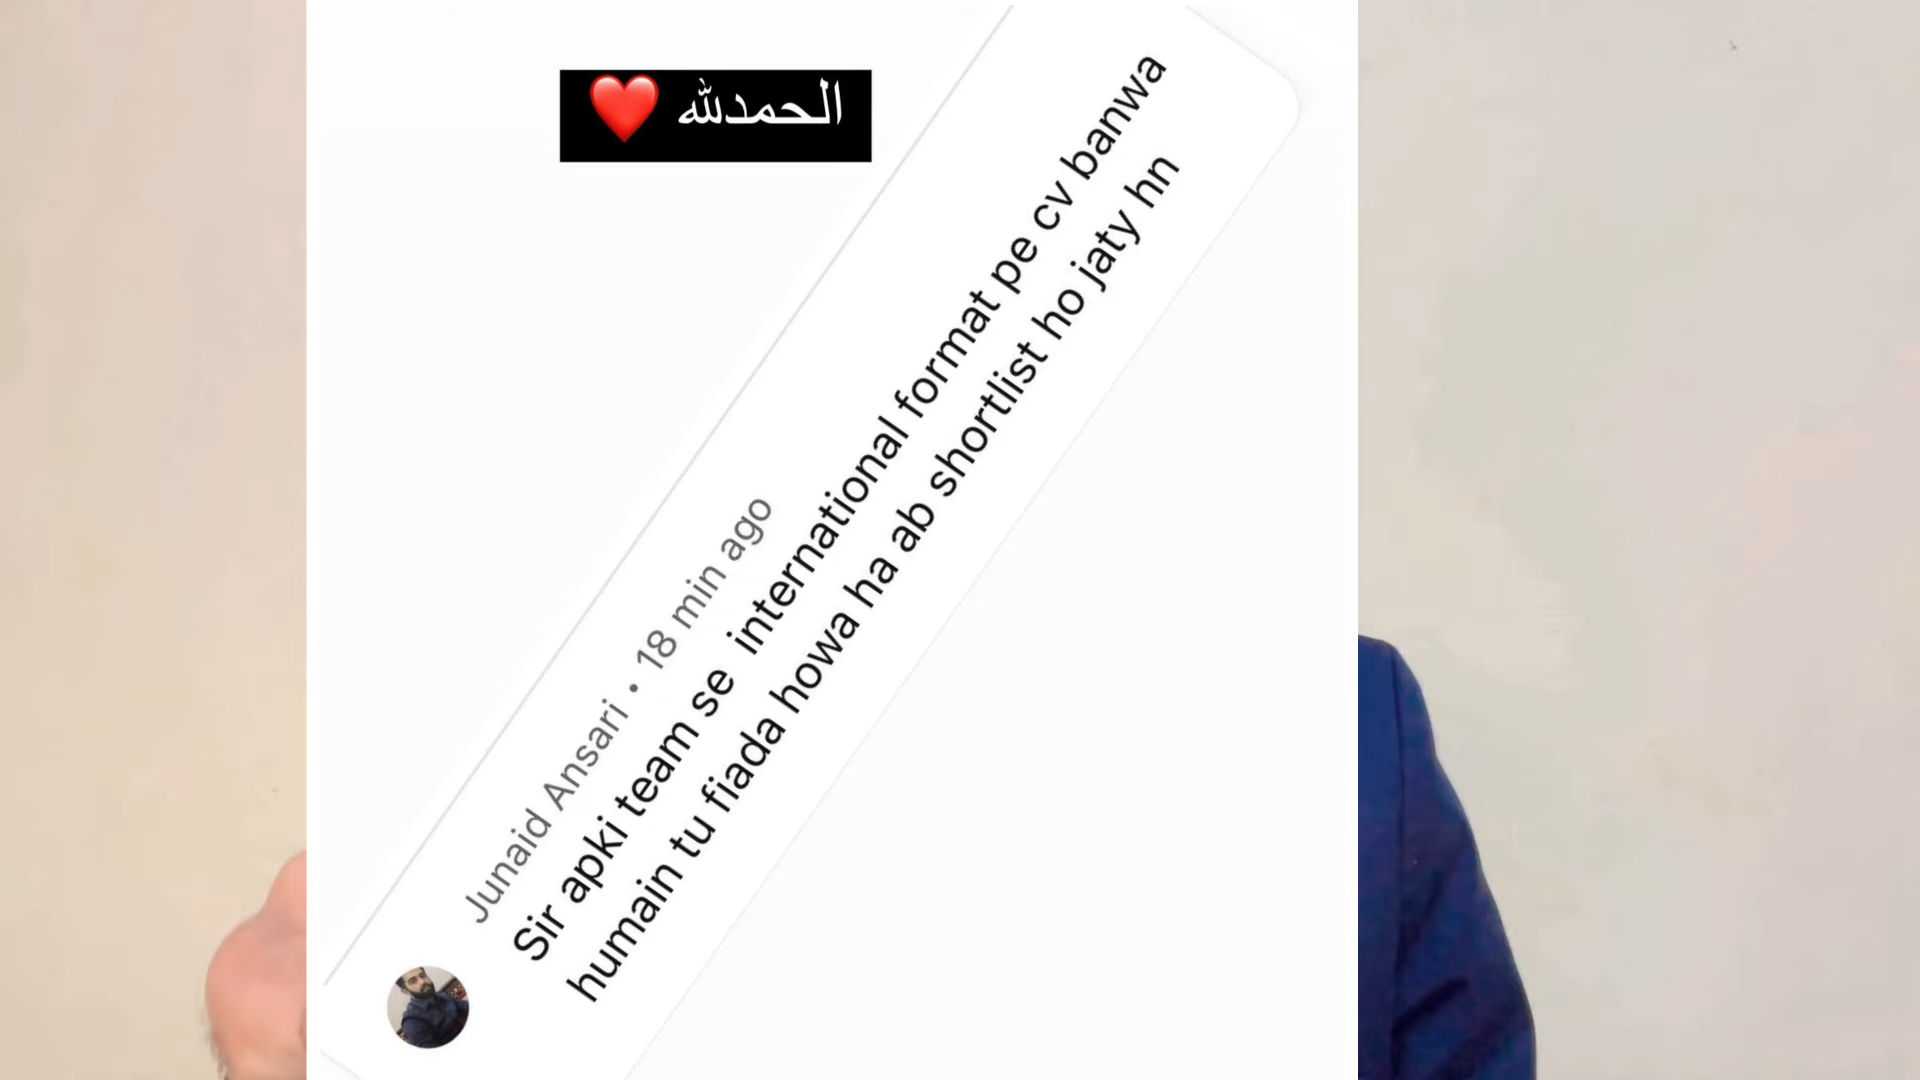 الحمدلله ❤️
Junaid Ansari • 18 min ago
Sir apki team se international format pe cv banwa
humain tu fiada howa ha ab shortlist ho jaty hn